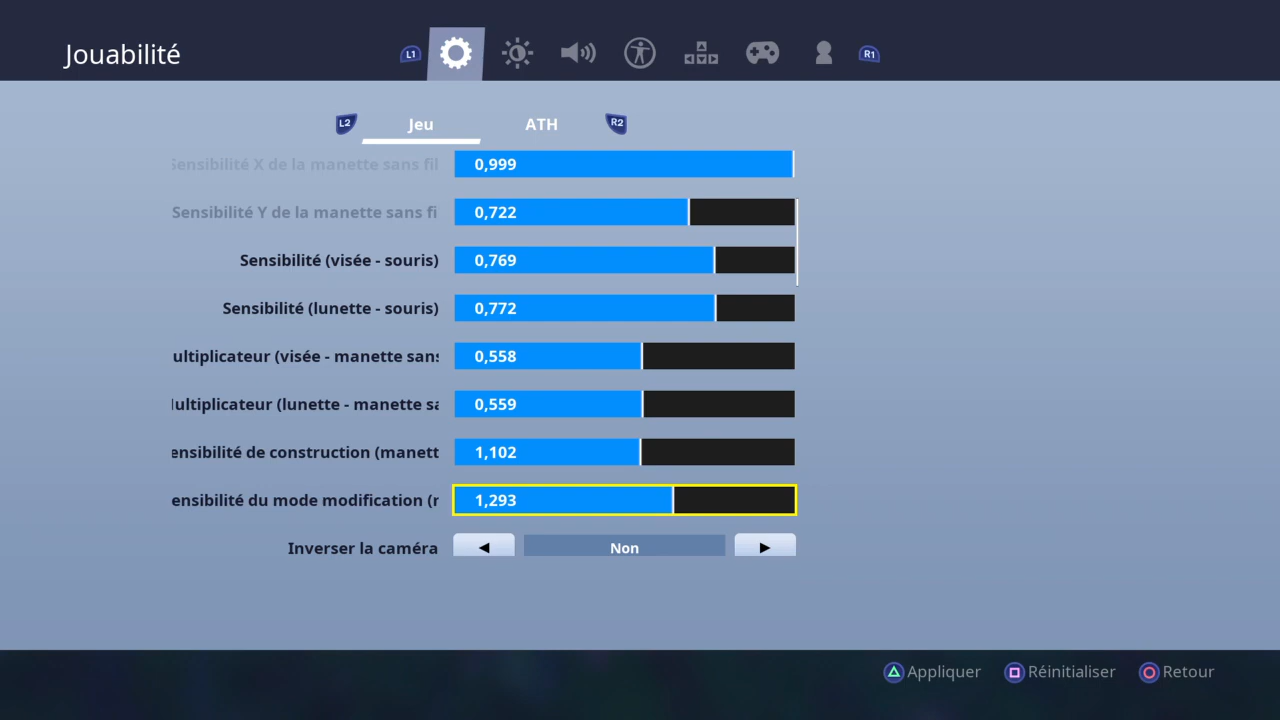 Jouabilité
L1
R1
L2
Jeu
ATH
R2
Sensibilité X de la manette sans fil
0,999
Sensibilité Y de la manette sans fi
0,722
Sensibilité (visée - souris)
0,769
Sensibilité (lunette - souris)
0,772
ultiplicateur (visée - manette sans
0,558
ultiplicateur (lunette - manette sa
0,559
ensibilité de construction (manett
1,102
ensibilité du mode modification (r
1,293
Inverser la caméra
Non
Appliquer
Réinitialiser
Retour